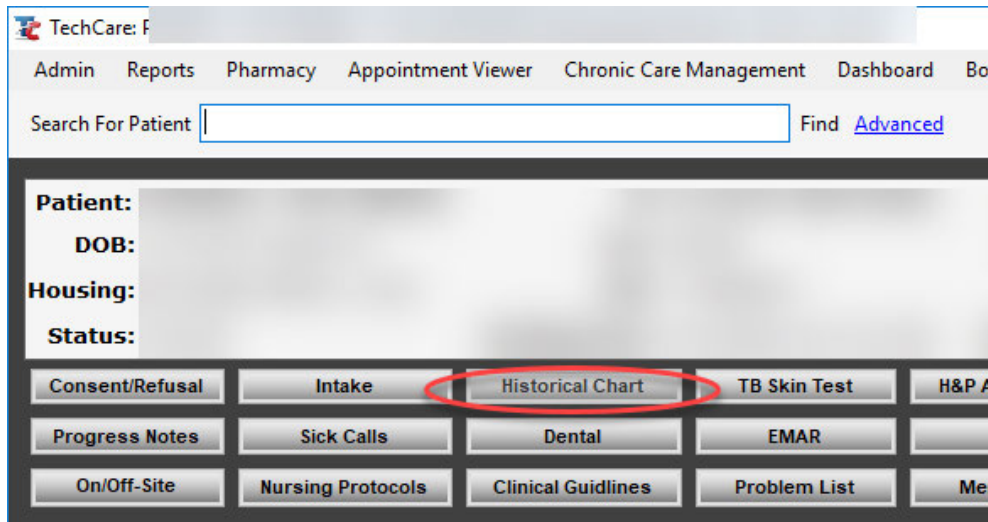 TechCare:
Admin Reports Pharmacy Appointment Viewer Chronic Care Management Dashboard
Search For Patient Find Advanced
Patient:
DOB:
Housing:
Status:
Consent/Refusal Intake Historical Chart TB Skin Test H&P
Progress Notes Sick Calls Dental EMAR
On/Off-Site Nursing Protocols Clinical Guidlines Problem List